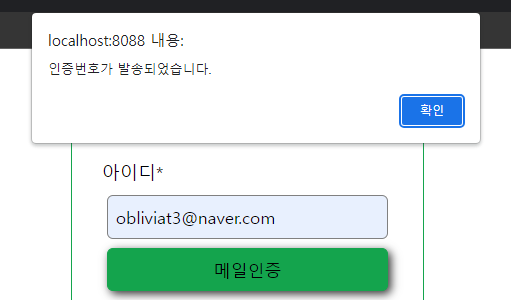 localhost:8088 내용:
인증번호가 발송되었습니다.
확인
아이디*
obliviat3@naver.com
메일인증